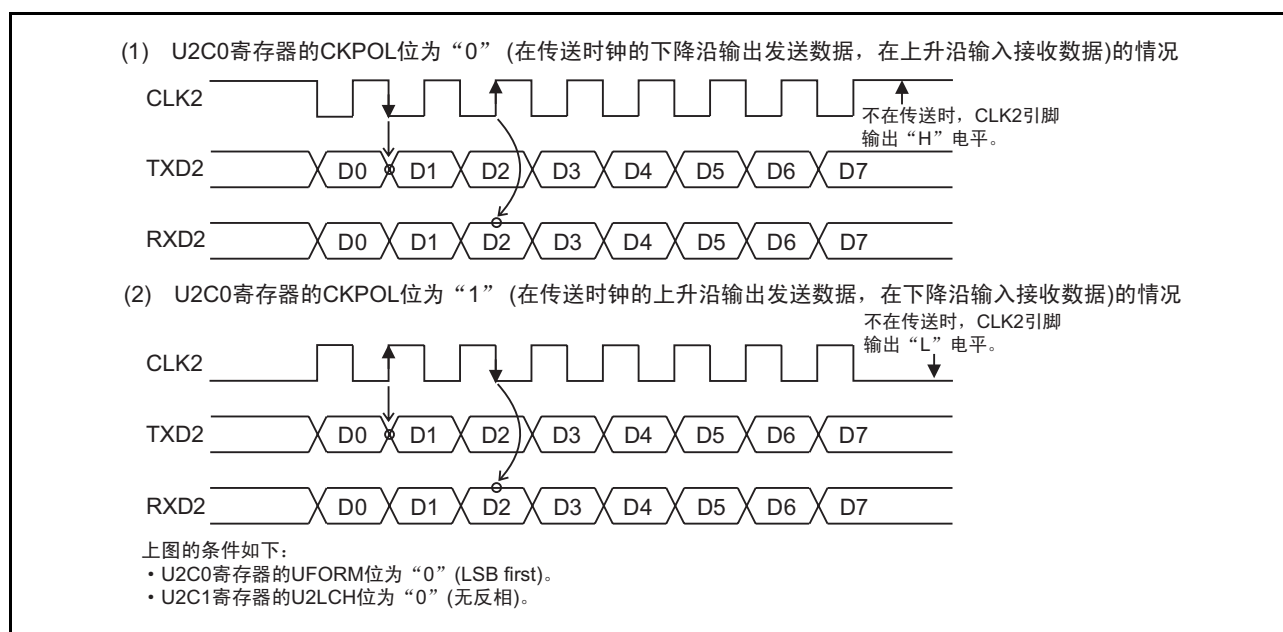 (1) U2C0寄存器的CKPOL位为“0” (在传送时钟的下降沿输出发送数据，在上升沿输入接收数据)的情况
CLK2
不在传送时，CLK2引脚
输出“H”电平。
TXD2 D0 D1 D2 D3 D4 D5 D6 D7
RXD2 D0 D1 D2 D3 D4 D5 D6 D7
(2) U2C0寄存器的CKPOL位为“1” (在传送时钟的上升沿输出发送数据，在下降沿输入接收数据)的情况
不在传送时，CLK2引脚
输出“L”电平。
CLK2
TXD2 D0 D1 D2 D3 D4 D5 D6 D7
RXD2 D0 D1 D2 D3 D4 D5 D6 D7
上图的条件如下：
• U2C0寄存器的UFORM位为“0” (LSB first)。
• U2C1寄存器的U2LCH位为“0” (无反相)。